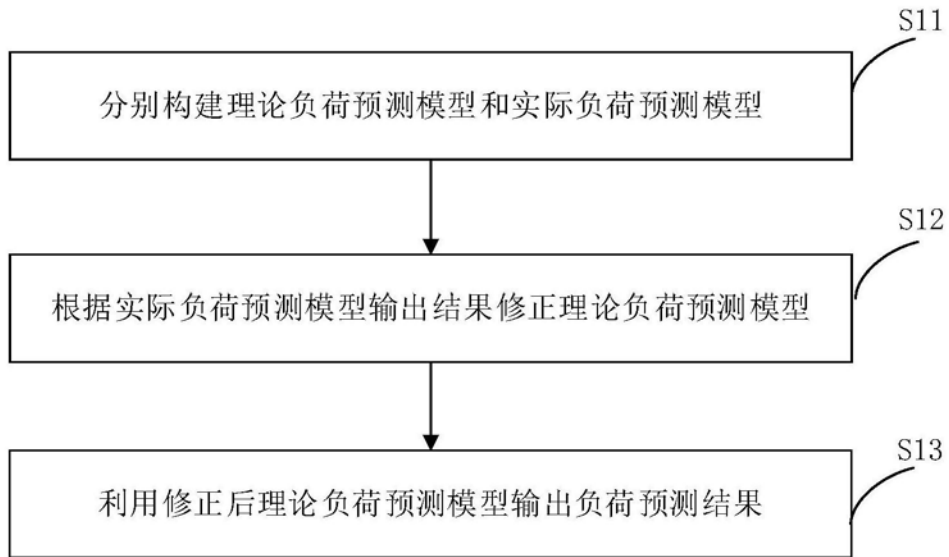 S11
分别构建理论负荷预测模型和实际负荷预测模型
S12
根据实际负荷预测模型输出结果修正理论负荷预测模型
S13
利用修正后理论负荷预测模型输出负荷预测结果